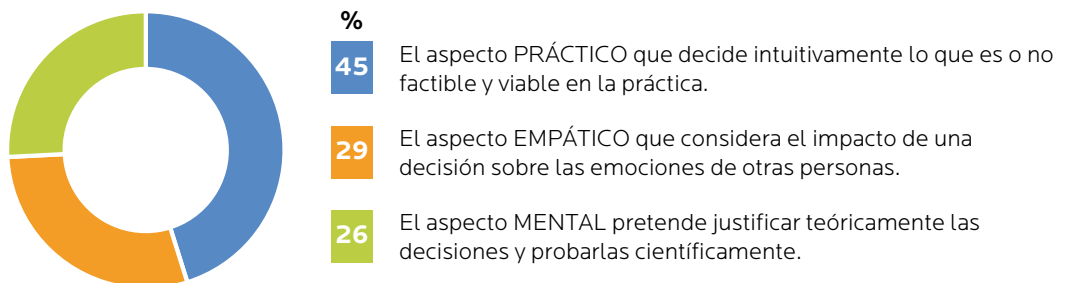 %
45
El aspecto PRÁCTICO que decide intuitivamente lo que es o no
factible y viable en la práctica.
29
El aspecto EMPÁTICO que considera el impacto de una
decisión sobre las emociones de otras personas.
26
El aspecto MENTAL pretende justificar teóricamente las
decisiones y probarlas científicamente.